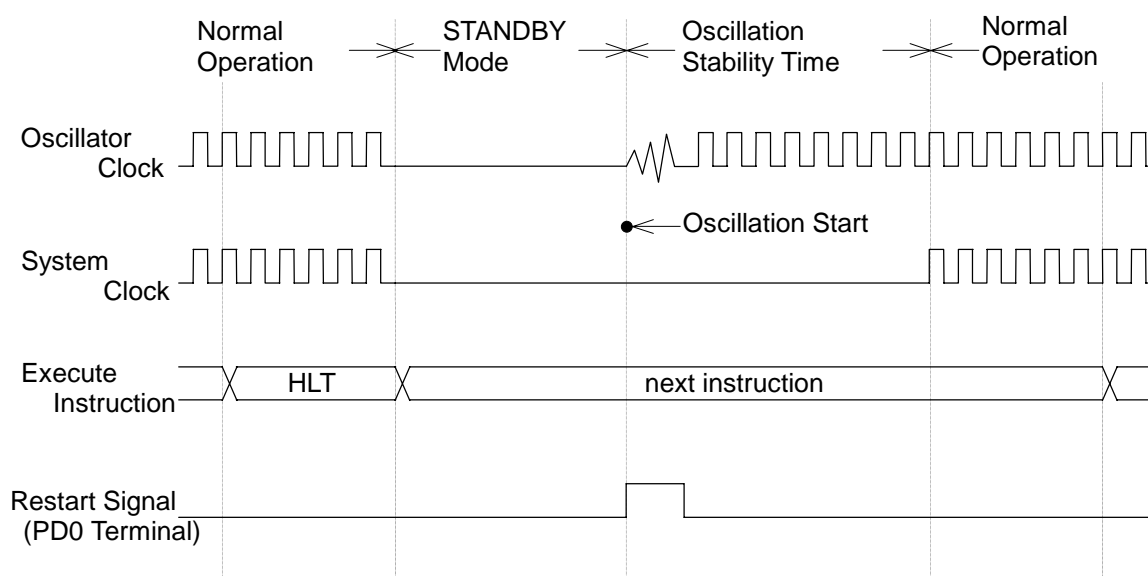 Normal
Operation
STANDBY
Mode
Oscillation
Stability Time
Normal
Operation
Oscillator
Clock
Oscillation Start
System
Clock
Execute
Instruction
HLT
next instruction
Restart Signal
(PD0 Terminal)